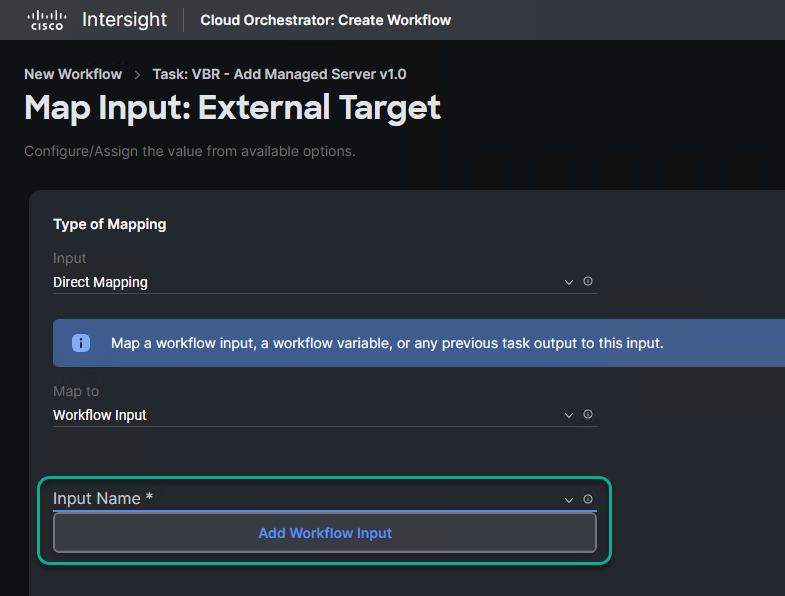 cisco Intersight Cloud Orchestrator: Create Workflow
New Workflow > Task: VBR - Add Managed Server v1.0
Map Input: External Target
Configure/Assign the value from available options.
Type of Mapping
Input
Direct Mapping
Map a workflow input, a workflow variable, or any previous task output to this input.
Map to
Workflow Input
Input Name *
Add Workflow Input